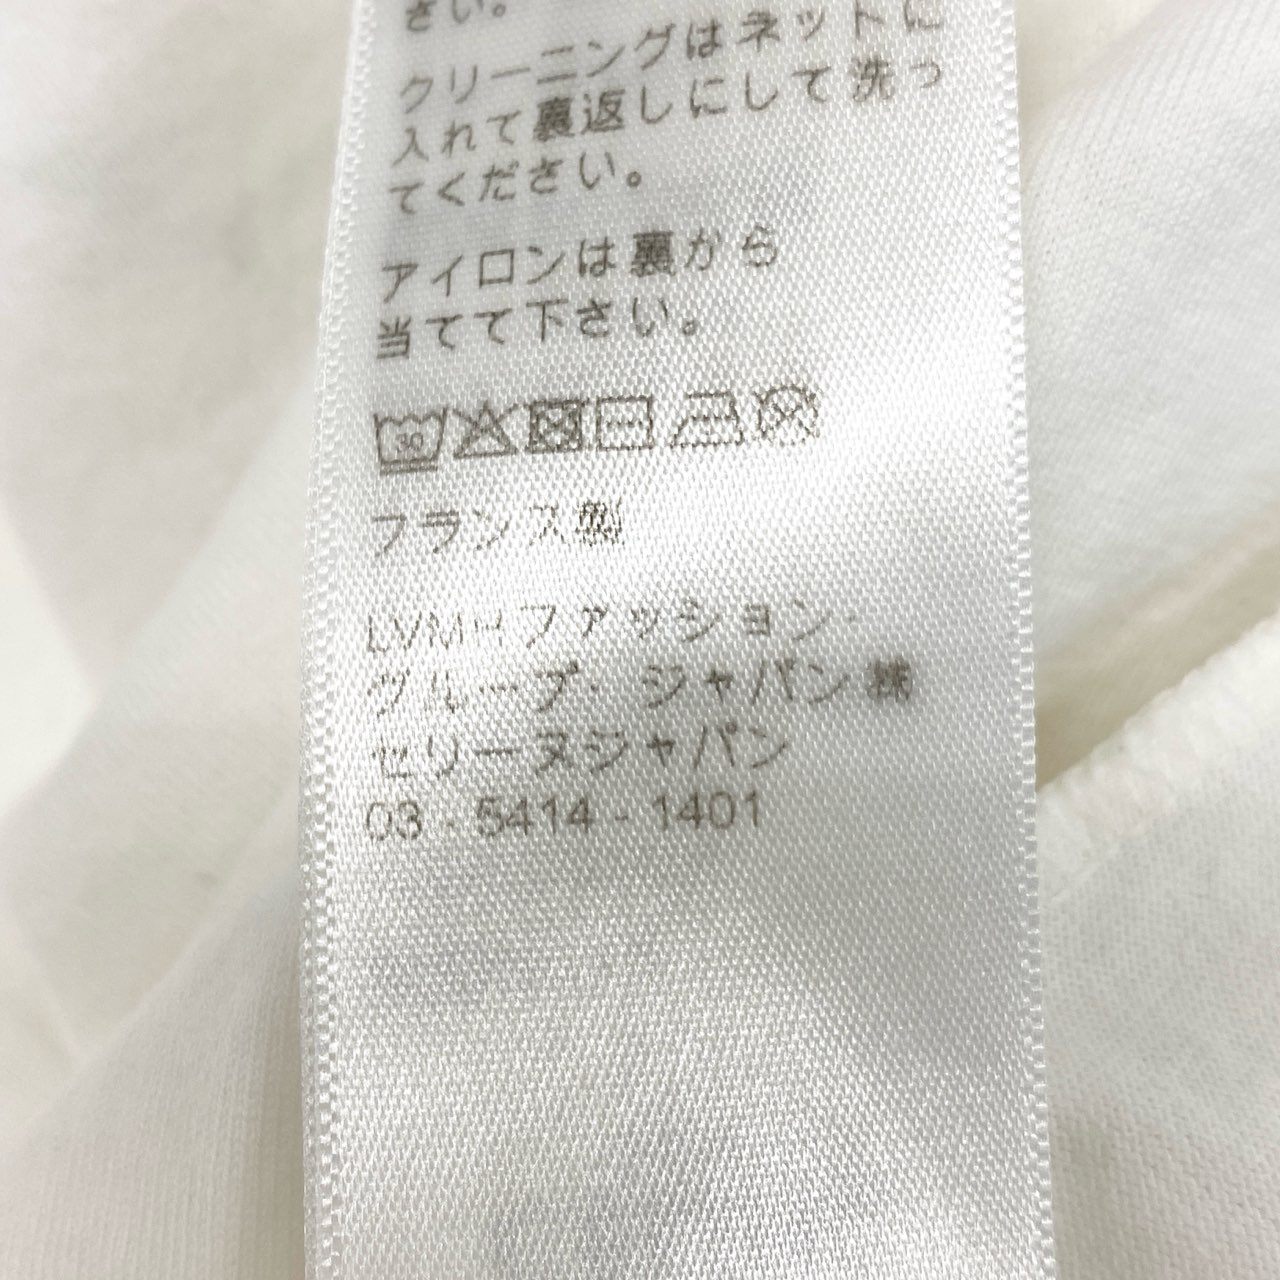 さい。
クリーニングはネットに
入れて裏返しにして洗っ
てください。
アイロンは裏から
当てて下さい。
30
フランス製
LVMHファッション・
グループ・ジャパン㈱
セリーヌジャパン
03 - 5414 - 1401